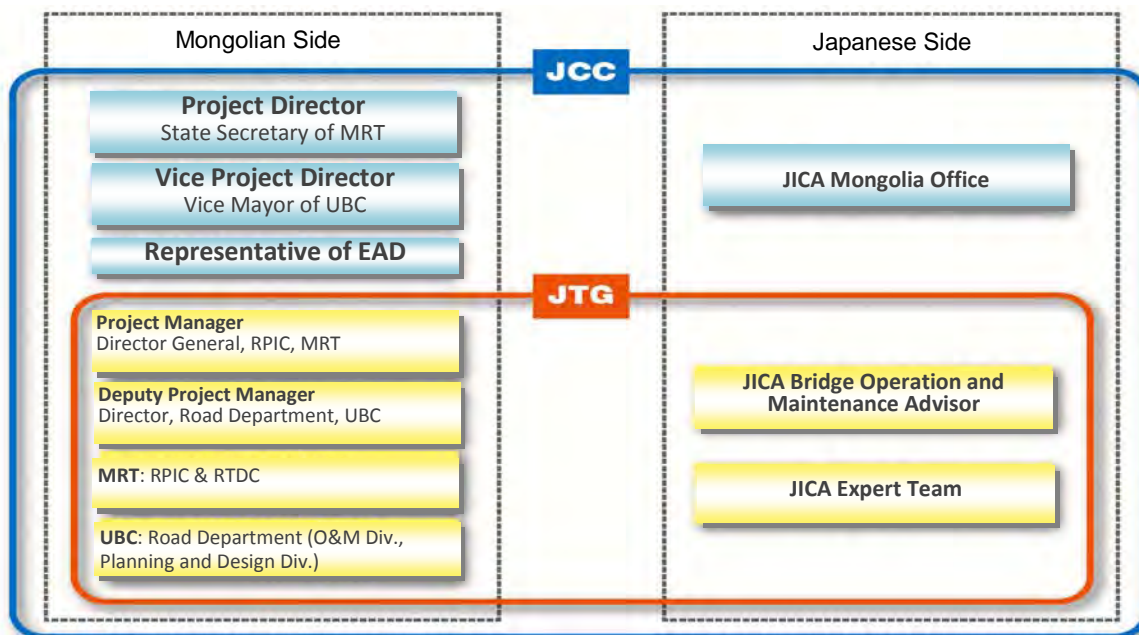 Mongolian Side
Japanese Side
JCC
Project Director
State Secretary of MRT
Vice Project Director
Vice Mayor of UBC
Representative of EAD
JICA Mongolia Office
JTG
Project Manager
Director General, RPIC, MRT
Deputy Project Manager
Director, Road Department, UBC
MRT: RPIC & RTDC
UBC: Road Department (O&M Div.,
Planning and Design Div.)
JICA Bridge Operation and
Maintenance Advisor
JICA Expert Team